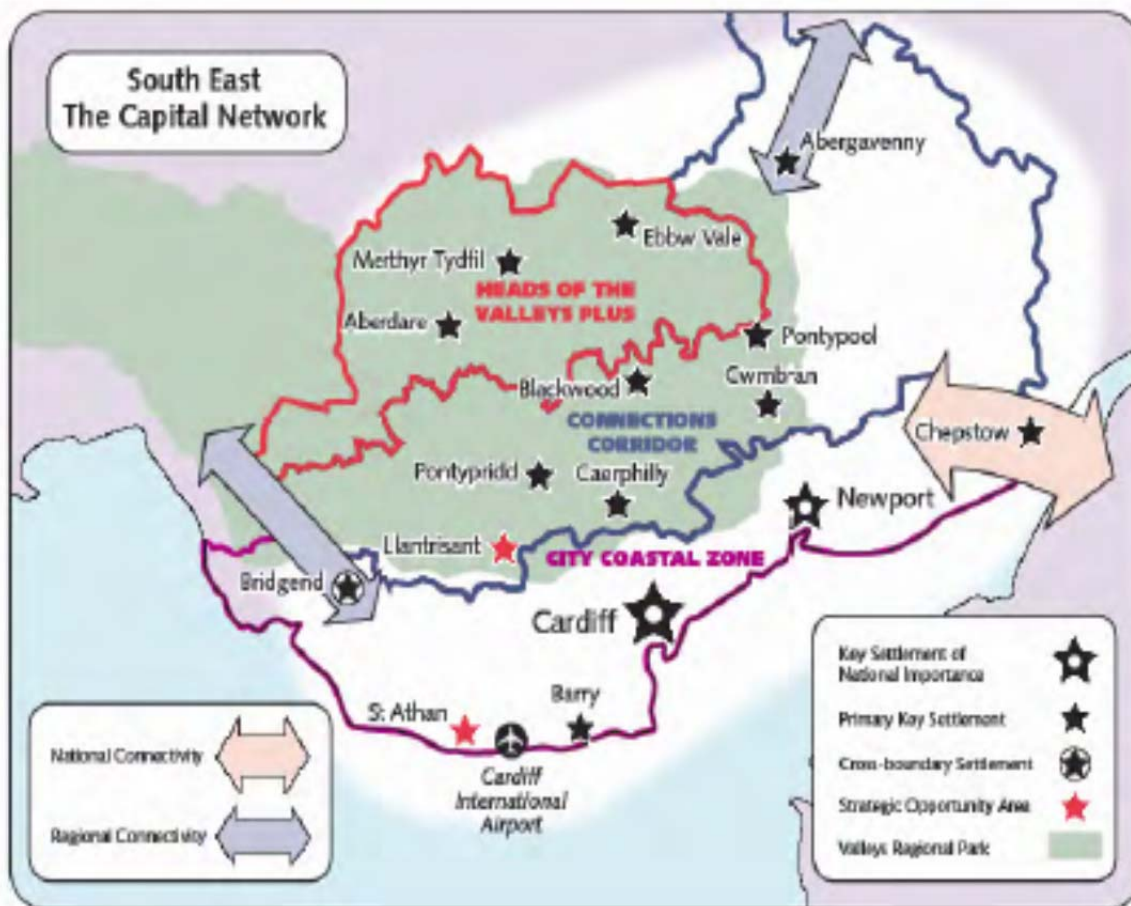 South East
The Capital Network
Abergavenny
Ebbw Vale
Merthyr Tydfil
HEADS OF THE
VALLEYS PLUS
Aberdare
Pontypool
Blackwood
Cwmbran
CONNECTIONS
CORRIDOR
Chepstow
Pontypridd
Caerphilly
Newport
Llantrisant
CITY COASTAL ZONE
Bridgend
Cardiff
St Athan
Barry
Cardiff
International
Airport
National Connectivity
Regional Connectivity
Key Settlement of
National Importance
Primary Key Settlement
Cross-boundary Settlement
Strategic Opportunity Area
Valleys Regional Park